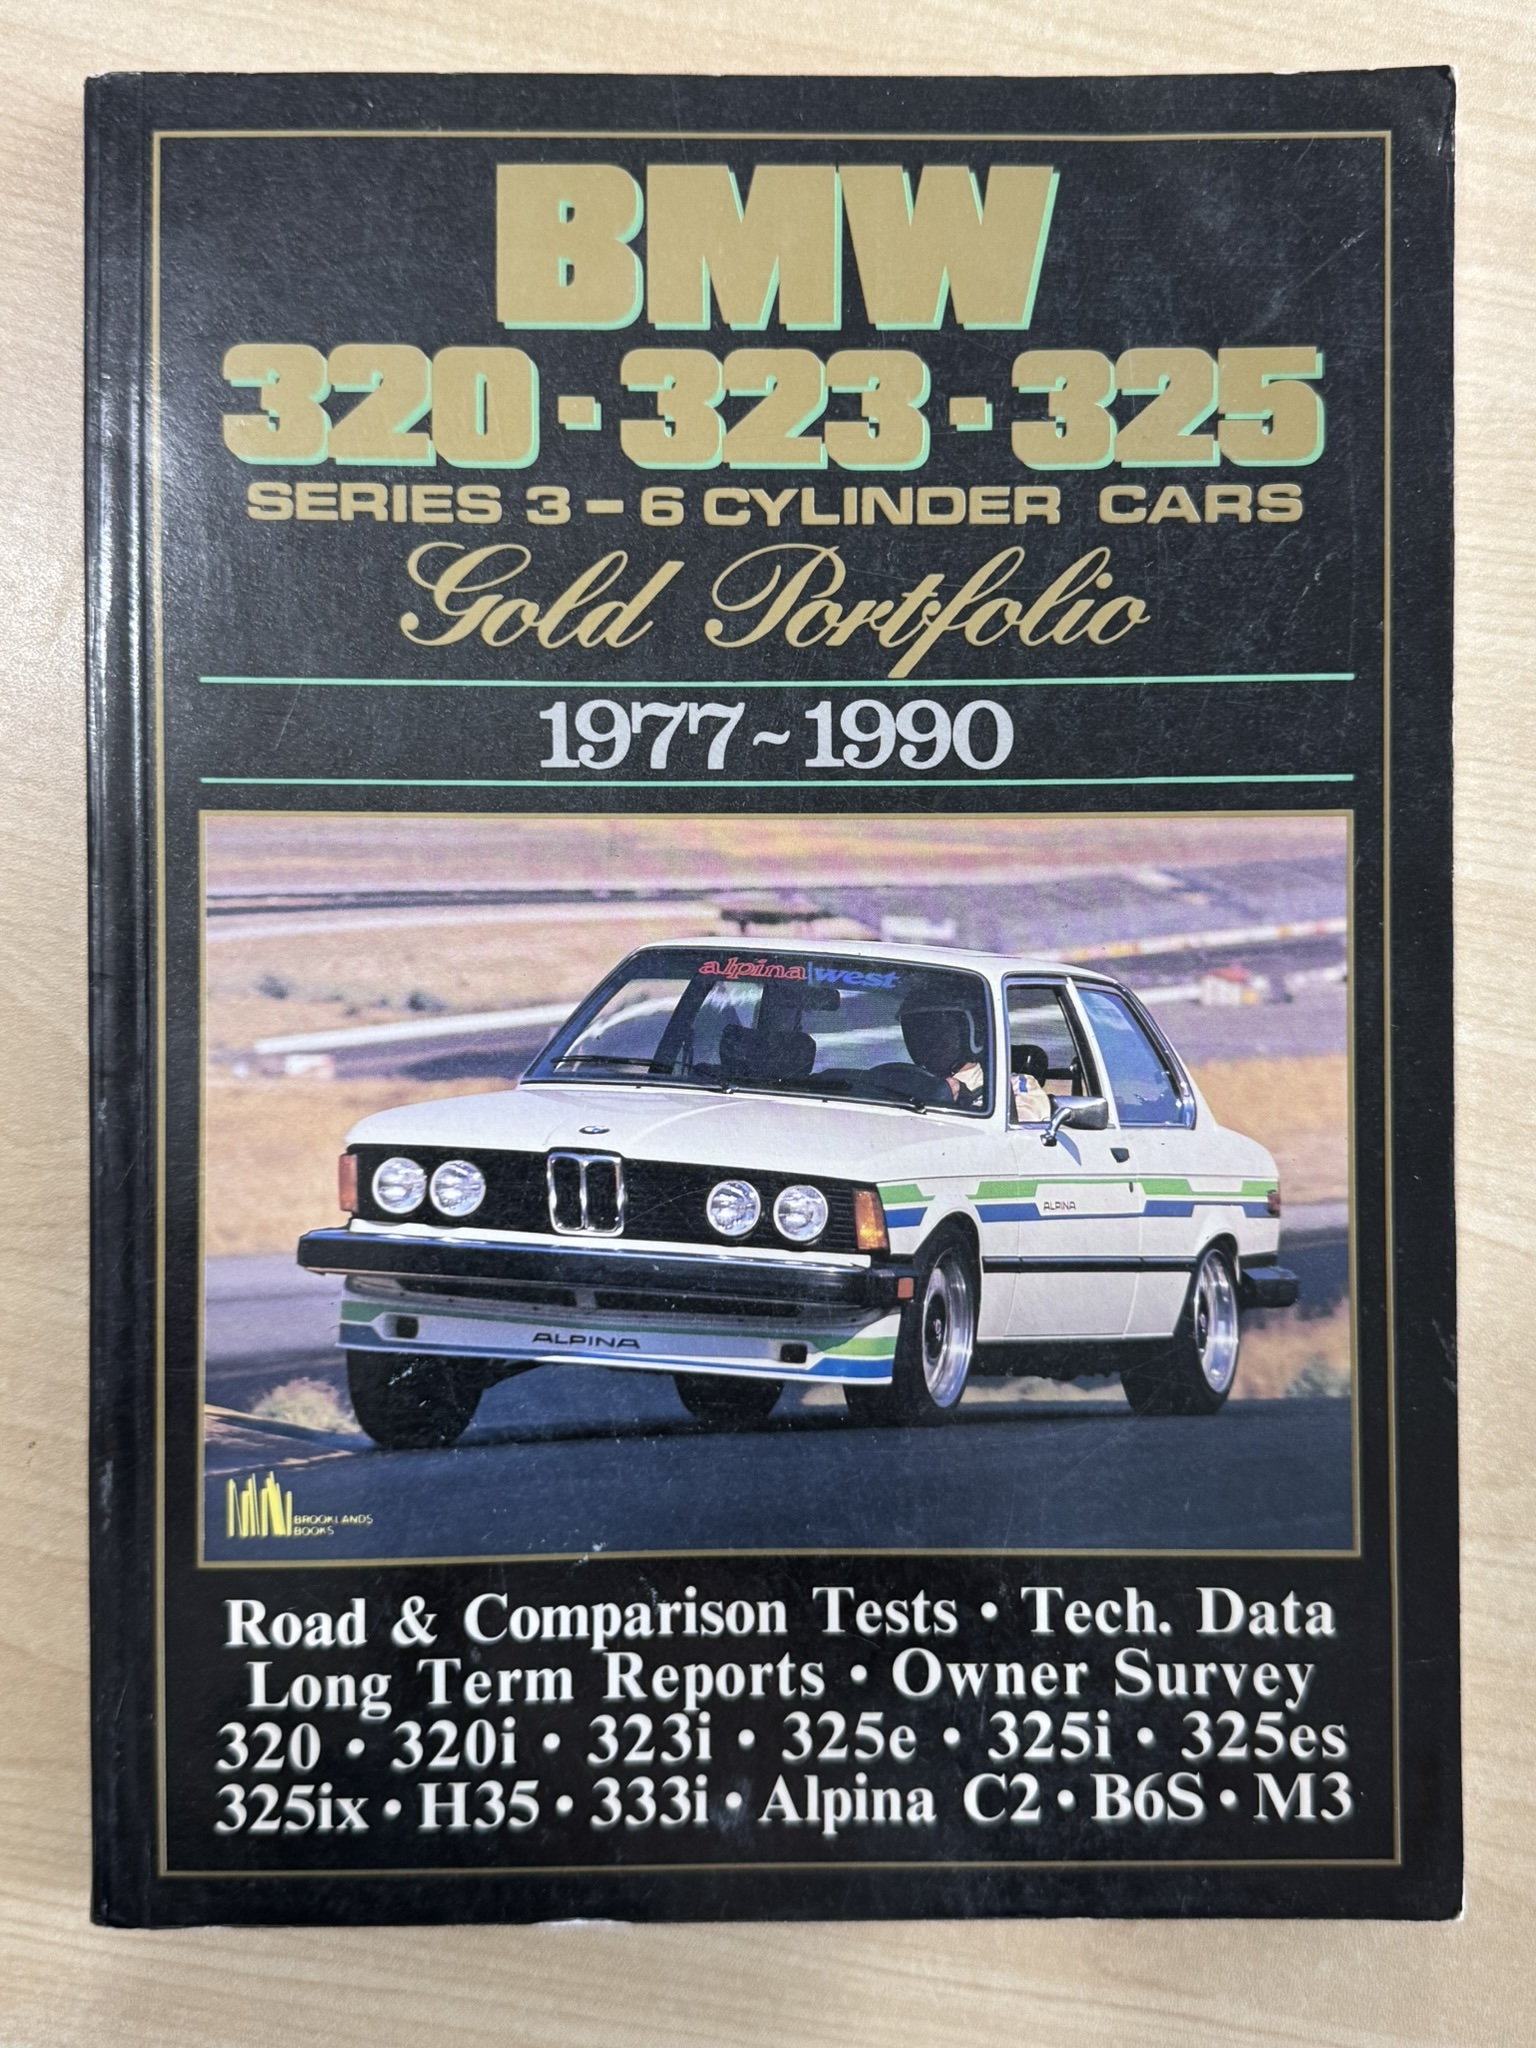 BMW
320·323·325
SERIES 3-6 CYLINDER CARS
Gold Portfolio
1977~1990
alpina|west
ALPINA
ALPINA
BROOKLANDS
BOOKS
Road & Comparison Tests • Tech. Data
Long Term Reports • Owner Survey
320 • 320i • 323i • 325e • 325i • 325es
325ix • H35 • 333i • Alpina C2 • B6S • M3